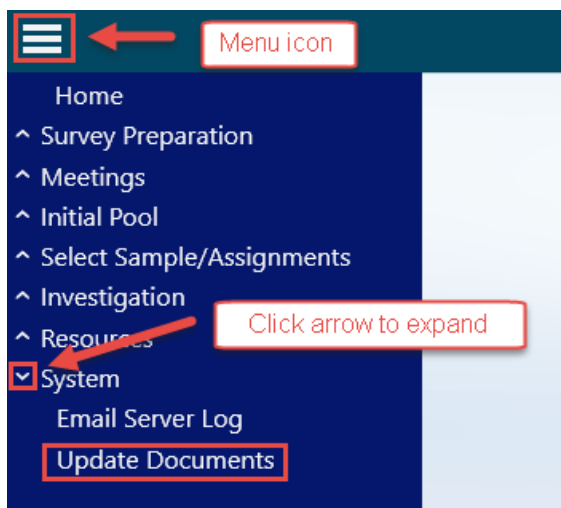 Menu icon
Home
Survey Preparation
Meetings
Initial Pool
Select Sample/Assignments
Investigation
Click arrow to expand
Resources
System
Email Server Log
Update Documents